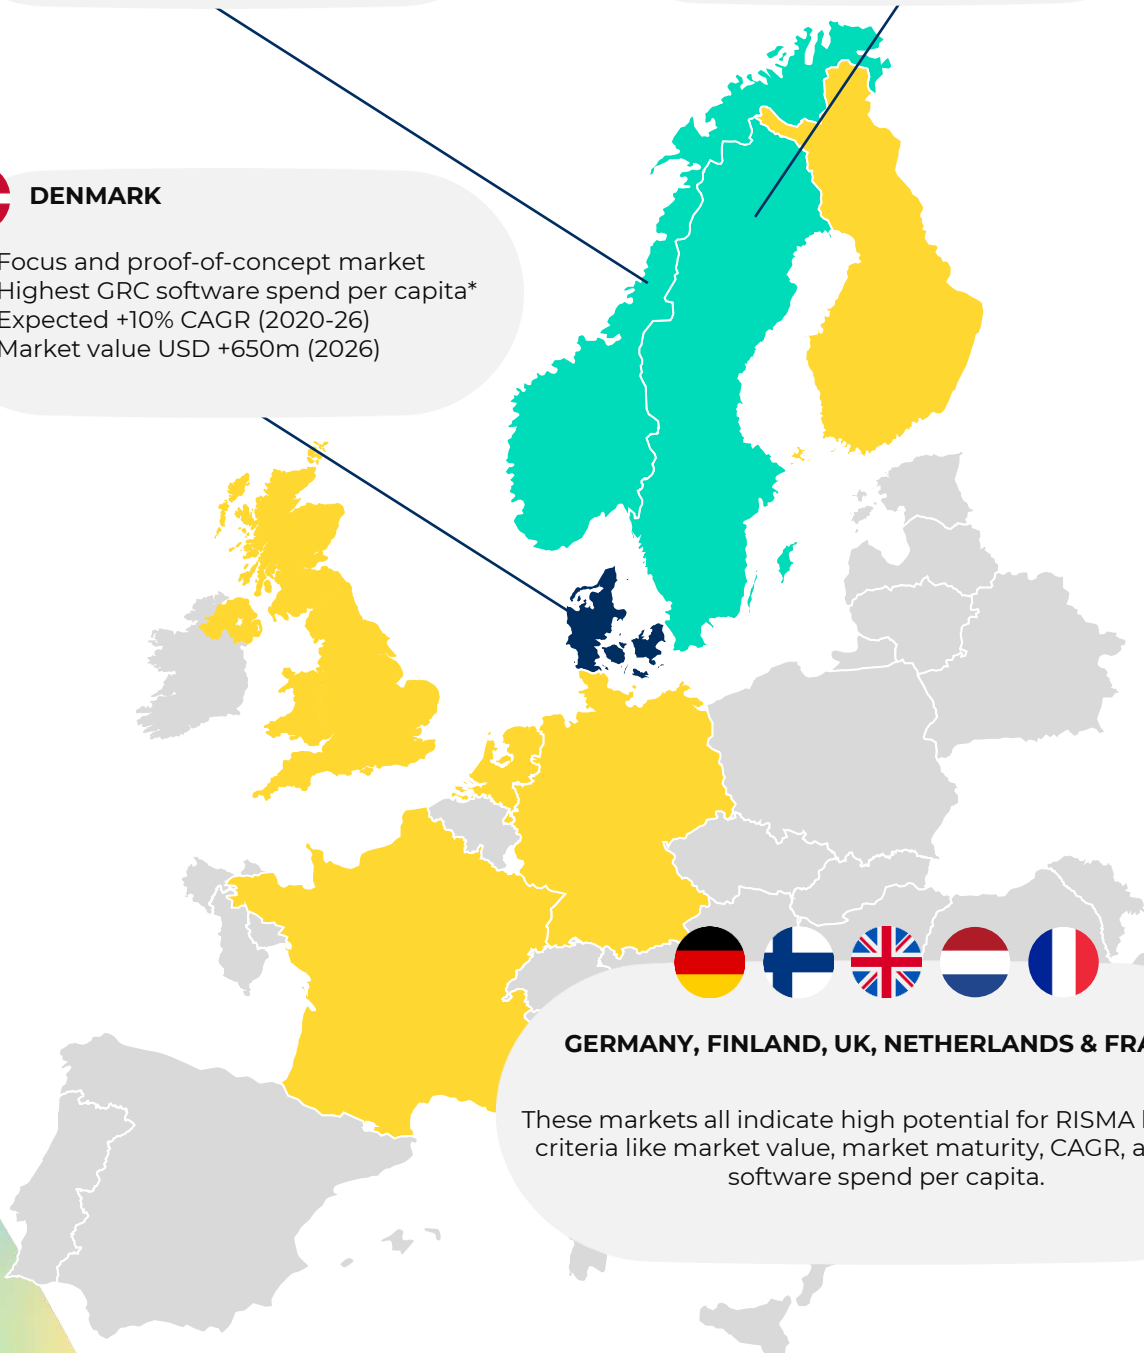 DENMARK
Focus and proof-of-concept market
Highest GRC software spend per capita*
Expected +10% CAGR (2020-26)
Market value USD +650m (2026)
GERMANY, FINLAND, UK, NETHERLANDS &
These markets all indicate high potential for RISMA
criteria like market value, market maturity, CAGR,
software spend per capita.